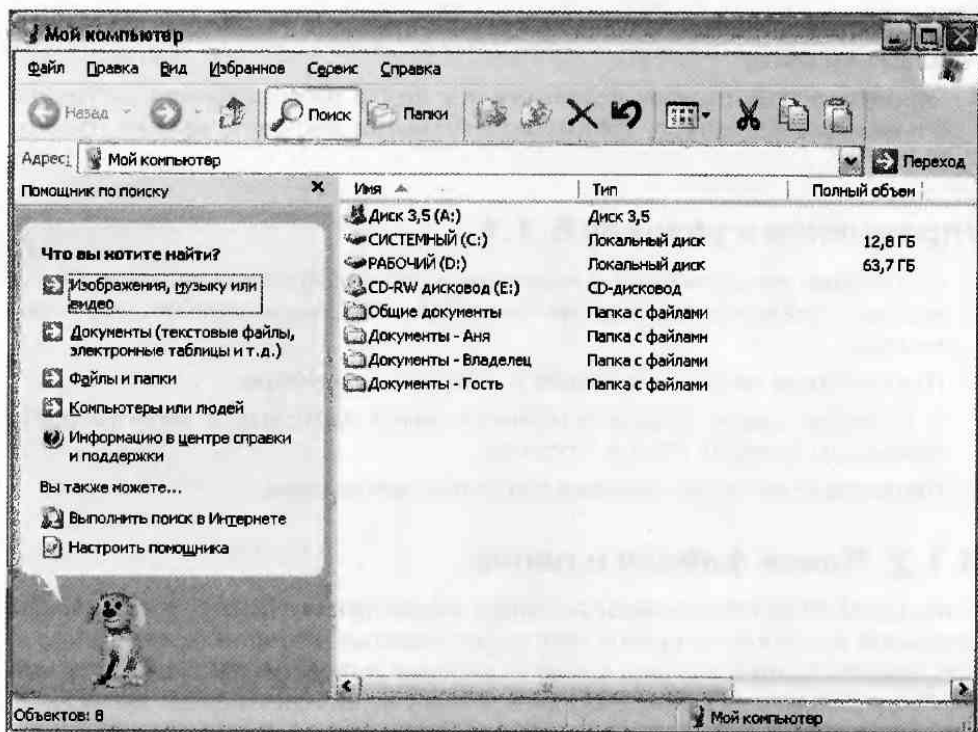 Мой компьютер
Файл Правка Вид Избранное Сервис Справка
Назад Поиск Папки
Адрес: Мой компьютер Переход
Помощник по поиску
Что вы хотите найти?
Изображения, музыку или
видео
Документы (текстовые файлы,
электронные таблицы и т.д.)
Файлы и папки
Компьютеры или людей
Информацию в центре справки
и поддержки
Вы также можете...
Выполнить поиск в Интернете
Настроить помощника
Имя Тип Полный объем
Диск 3,5 (A:) Диск 3,5
СИСТЕМНЫЙ (C:) Локальный диск 12,8 ГБ
РАБОЧИЙ (D:) Локальный диск 63,7 ГБ
CD-RW дисковод (E:) CD-дисковод
Общие документы Папка с файлами
Документы - Аня Папка с файлами
Документы - Владелец Папка с файлами
Документы - Гость Папка с файлами
Объектов: 8 Мой компьютер